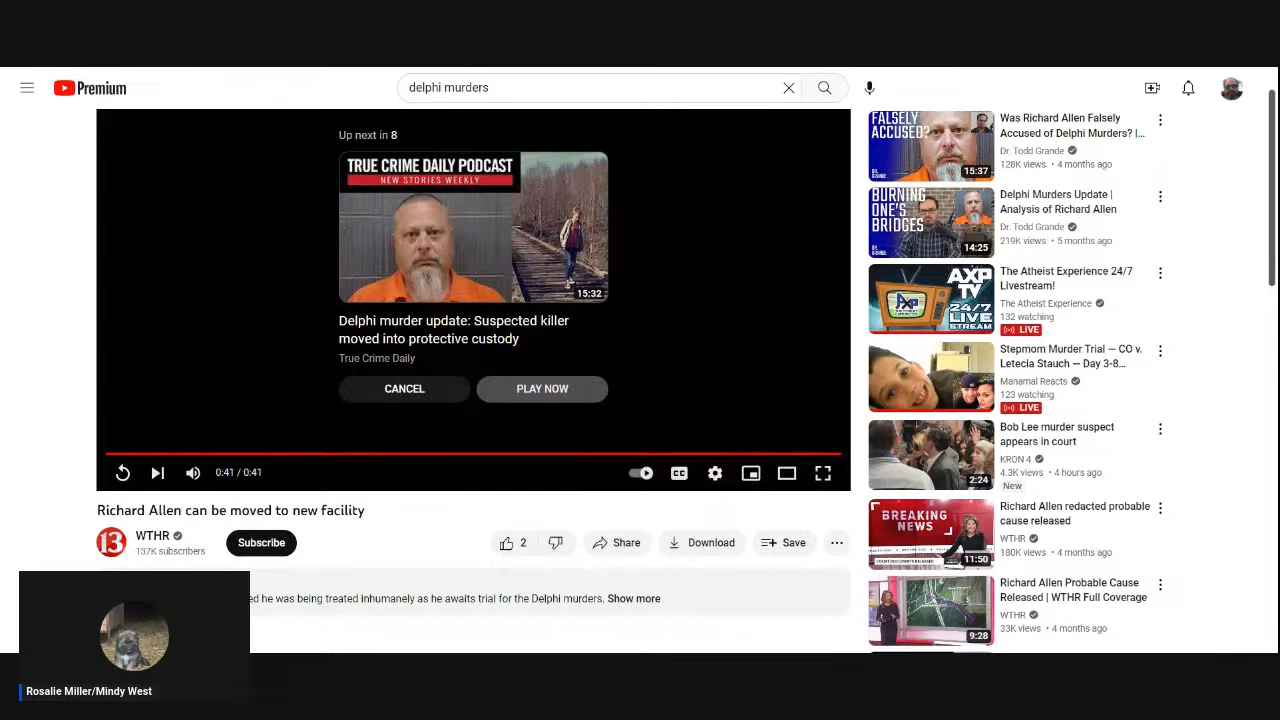 Premium
delphi murders
Up next in 8
TRUE CRIME DAILY PODCAST
NEW STORIES WEEKLY
15:32
Delphi murder update: Suspected killer
moved into protective custody
True Crime Daily
CANCEL
PLAY NOW
0:41 / 0:41
CC
Richard Allen can be moved to new facility
13
WTHR
137K subscribers
Subscribe
2
Share
Download
Save
ed he was being treated inhumanely as he awaits trial for the Delphi murders. Show more
Rosalie Miller/Mindy West
FALSELY
ACCUSED?
DR.
GRANDE
15:37
Was Richard Allen Falsely
Accused of Delphi Murders? |...
Dr. Todd Grande
128K views • 4 months ago
BURNING
ONE'S
BRIDGES
DR.
GRANDE
14:25
Delphi Murders Update |
Analysis of Richard Allen
Dr. Todd Grande
219K views • 5 months ago
AXP
TV
24/7
LIVE
STREAM
The Atheist Experience 24/7
Livestream!
The Atheist Experience
132 watching
LIVE
Stepmom Murder Trial — CO v.
Letecia Stauch — Day 3-8...
Manamal Reacts
123 watching
LIVE
2:24
Bob Lee murder suspect
appears in court
KRON 4
4.3K views • 4 hours ago
New
BREAKING
NEWS
COURT DOCUMENTS RELEASED
11:50
Richard Allen redacted probable
cause released
WTHR
180K views • 4 months ago
9:28
Richard Allen Probable Cause
Released | WTHR Full Coverage
WTHR
33K views • 4 months ago